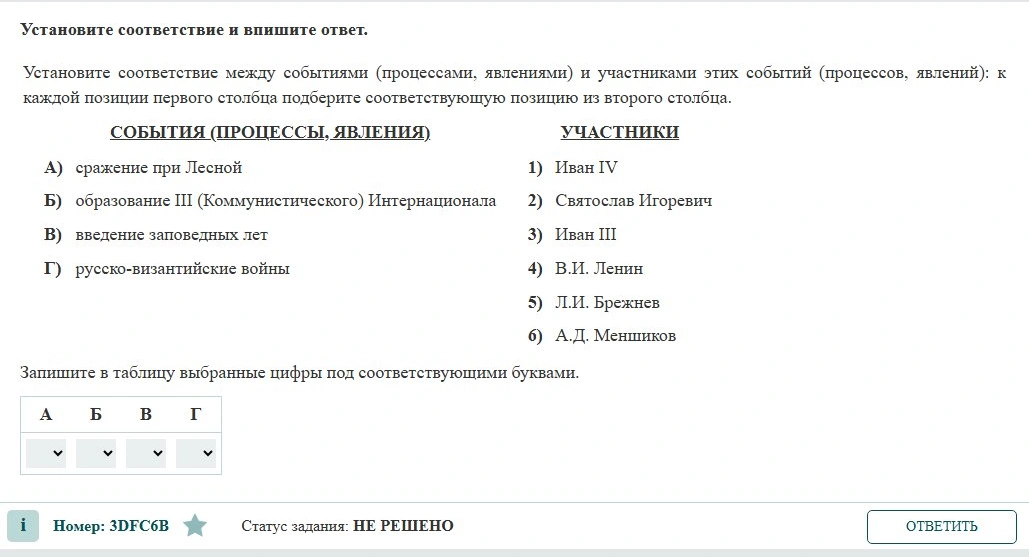 Установите соответствие и впишите ответ.
Установите соответствие между событиями (процессами, явлениями) и участниками этих событий (процессов, явлений): к
каждой позиции первого столбца подберите соответствующую позицию из второго столбца.
СОБЫТИЯ (ПРОЦЕССЫ, ЯВЛЕНИЯ) УЧАСТНИКИ
А) сражение при Лесной 1) Иван IV
Б) образование III (Коммунистического) Интернационала 2) Святослав Игоревич
В) введение заповедных лет 3) Иван III
Г) русско-византийские войны 4) В.И. Ленин
5) Л.И. Брежнев
6) А.Д. Меншиков
Запишите в таблицу выбранные цифры под соответствующими буквами.
А Б В Г
i Номер: 3DFC6B Статус задания: НЕ РЕШЕНО ОТВЕТИТЬ